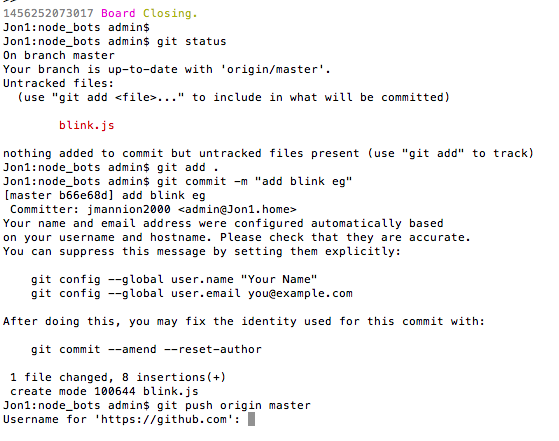 1456252073017 Board Closing.
Jon1:node_bots admin$
Jon1:node_bots admin$ git status
On branch master
Your branch is up-to-date with 'origin/master'.
Untracked files:
  (use "git add <file>..." to include in what will be committed)
        blink.js
nothing added to commit but untracked files present (use "git add" to track)
Jon1:node_bots admin$ git add .
Jon1:node_bots admin$ git commit -m "add blink eg"
[master b66e68d] add blink eg
 Committer: jmannion2000 <admin@Jon1.home>
Your name and email address were configured automatically based
on your username and hostname. Please check that they are accurate.
You can suppress this message by setting them explicitly:
    git config --global user.name "Your Name"
    git config --global user.email you@example.com
After doing this, you may fix the identity used for this commit with:
    git commit --amend --reset-author
 1 file changed, 8 insertions(+)
 create mode 100644 blink.js
Jon1:node_bots admin$ git push origin master
Username for 'https://github.com':